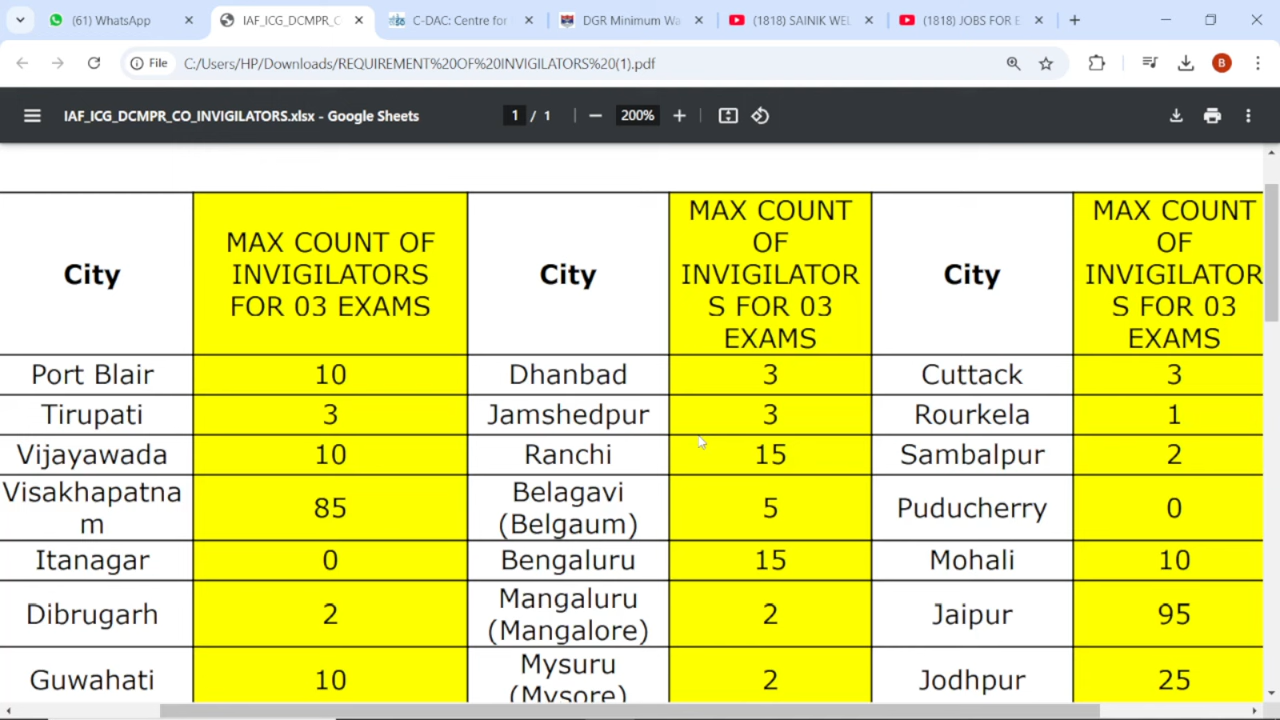 (61) WhatsApp
IAF_ICG_DCMPR_C
C-DAC: Centre for
DGR Minimum Wa
(1818) SAINIK WEL
(1818) JOBS FOR E
File
C:/Users/HP/Downloads/REQUIREMENT%20OF%20INVIGILATORS%20(1).pdf
B
IAF_ICG_DCMPR_CO_INVIGILATORS.xlsx - Google Sheets
1 / 1
200%
City
MAX COUNT OF
INVIGILATORS
FOR 03 EXAMS
City
MAX COUNT
OF
INVIGILATOR
S FOR 03
EXAMS
City
MAX COUNT
OF
INVIGILATOR
S FOR 03
EXAMS
Port Blair 10 Dhanbad 3 Cuttack 3
Tirupati 3 Jamshedpur 3 Rourkela 1
Vijayawada 10 Ranchi 15 Sambalpur 2
Visakhapatna
m
85
Belagavi
(Belgaum)
5
Puducherry
0
Itanagar 0 Bengaluru 15 Mohali 10
Dibrugarh
2
Mangaluru
(Mangalore)
2
Jaipur
95
Guwahati
10
Mysuru
(Mysore)
2
Jodhpur
25